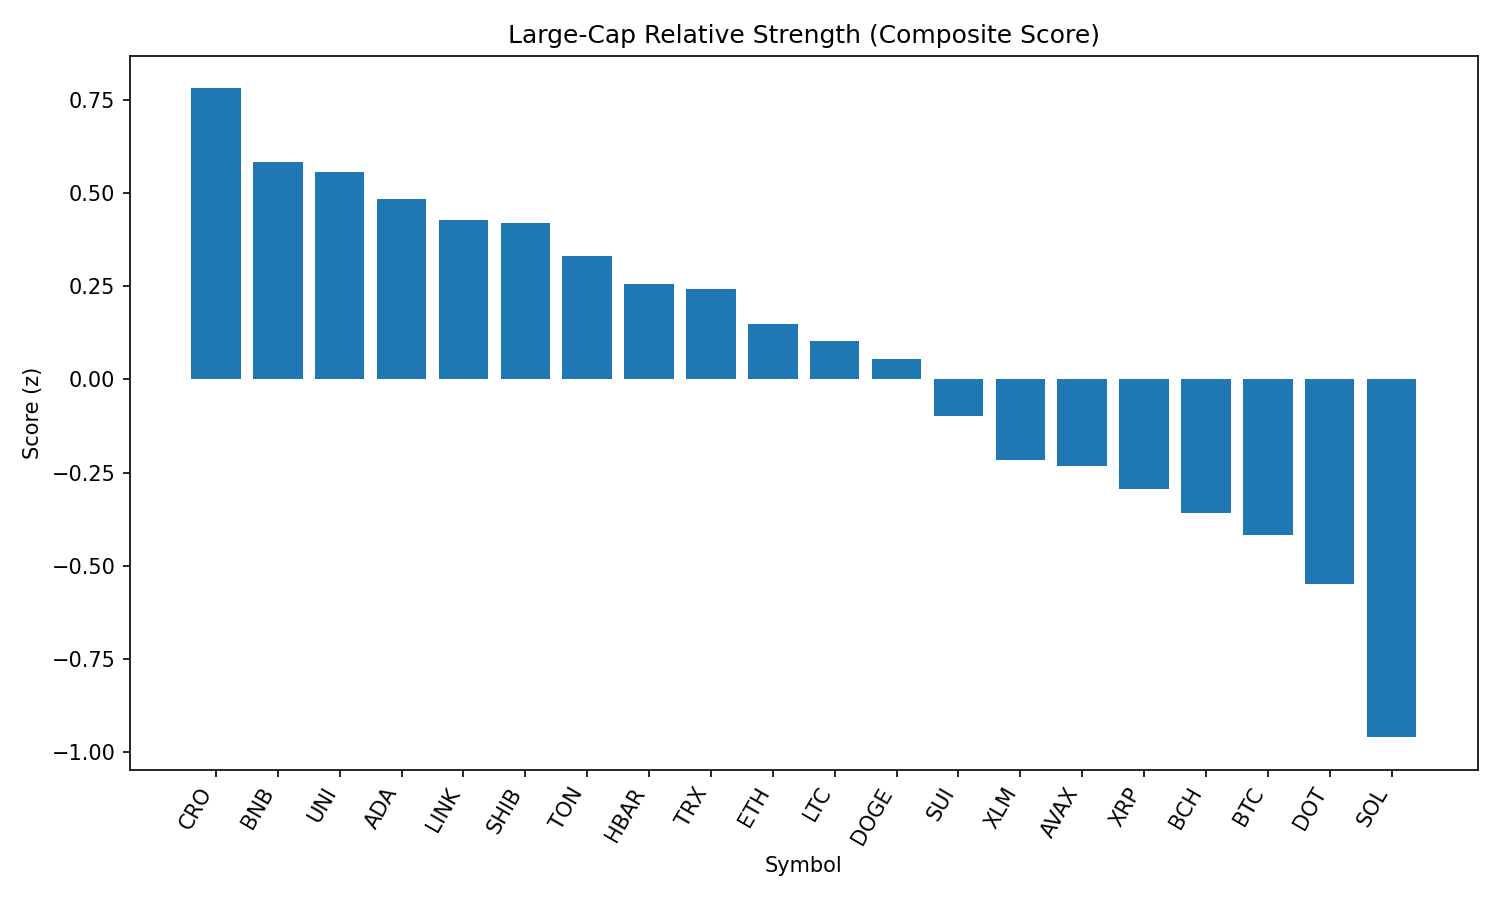 Large-Cap Relative Strength (Composite Score)
0.75
0.50
0.25
0.00
−0.25
−0.50
−0.75
−1.00
Score (z)
CRO
BNB
UNI
ADA
LINK
SHIB
TON
HBAR
TRX
ETH
LTC
DOGE
SUI
XLM
AVAX
XRP
BCH
BTC
DOT
SOL
Symbol